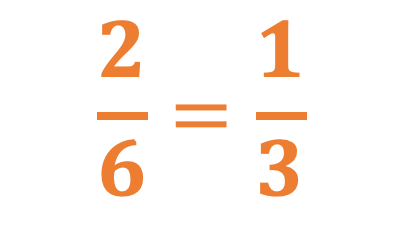 2/6 = 1/3